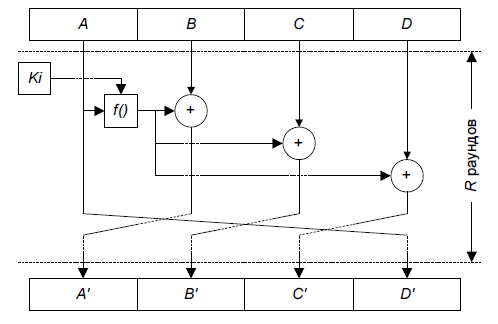 A B C D
Ki
f()
+
+
+
R раундов
A' B' C' D'